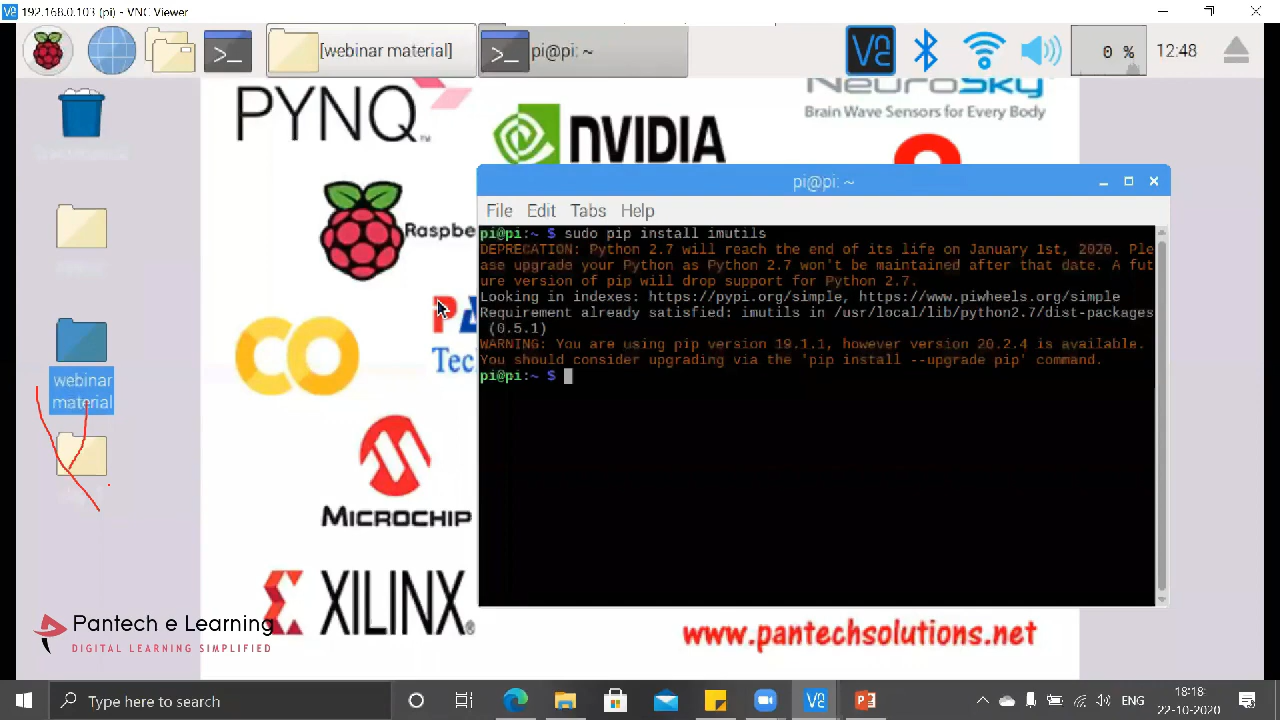 192.168.0.103 (pi) - VNC Viewer
[webinar material]
pi@pi: ~
0 %
12:48
PYNQ
NVIDIA
NeuroSky
Brain Wave Sensors for Every Body
pi@pi: ~
File Edit Tabs Help
pi@pi:~ $ sudo pip install imutils
DEPRECATION: Python 2.7 will reach the end of its life on January 1st, 2020. Ple
ase upgrade your Python as Python 2.7 won't be maintained after that date. A fut
ure version of pip will drop support for Python 2.7.
Looking in indexes: https://pypi.org/simple, https://www.piwheels.org/simple
Requirement already satisfied: imutils in /usr/local/lib/python2.7/dist-packages
(0.5.1)
WARNING: You are using pip version 19.1.1, however version 20.2.4 is available.
You should consider upgrading via the 'pip install --upgrade pip' command.
pi@pi:~ $
Raspbe
PA
Tec
webinar
material
MICROCHIP
XILINX®
Pantech e Learning
DIGITAL LEARNING SIMPLIFIED
www.pantechsolutions.net
Type here to search
ENG
18:18
22-10-2020